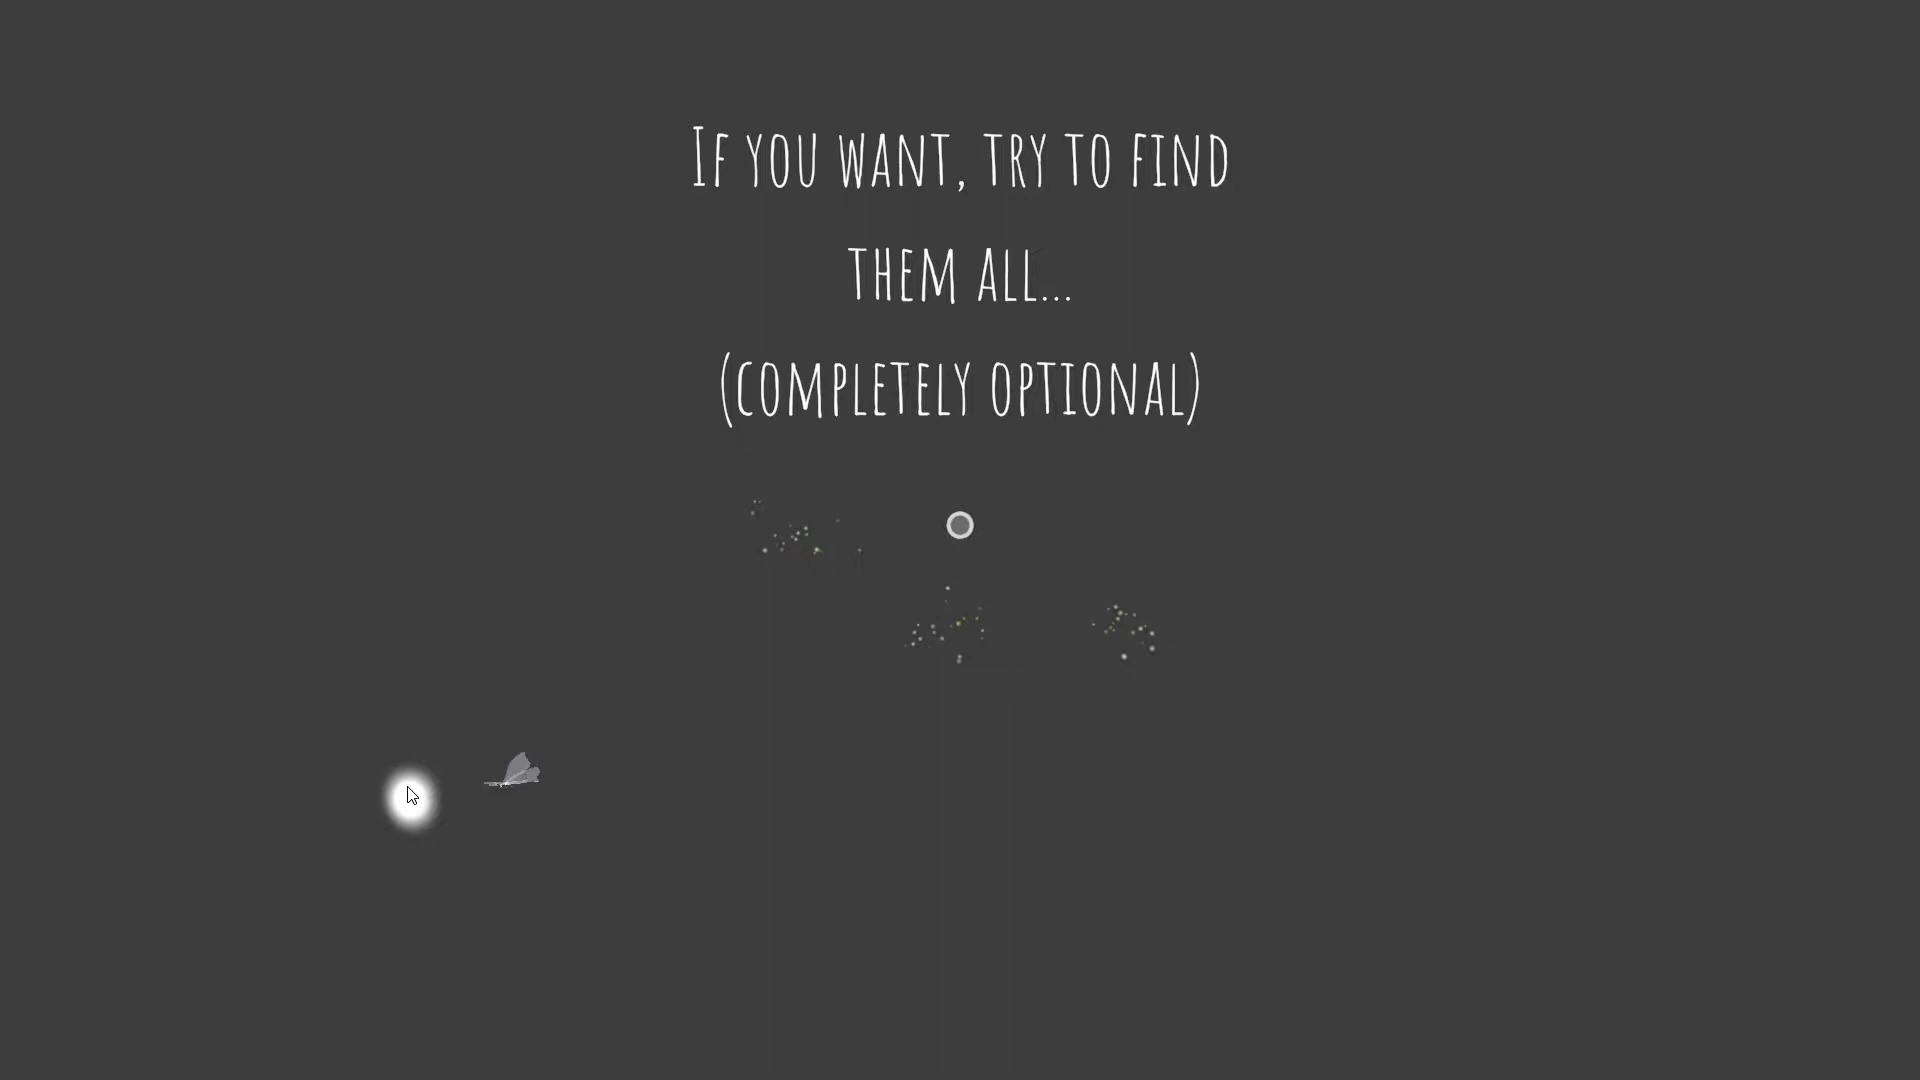 If you want, try to find
them all...
(completely optional)